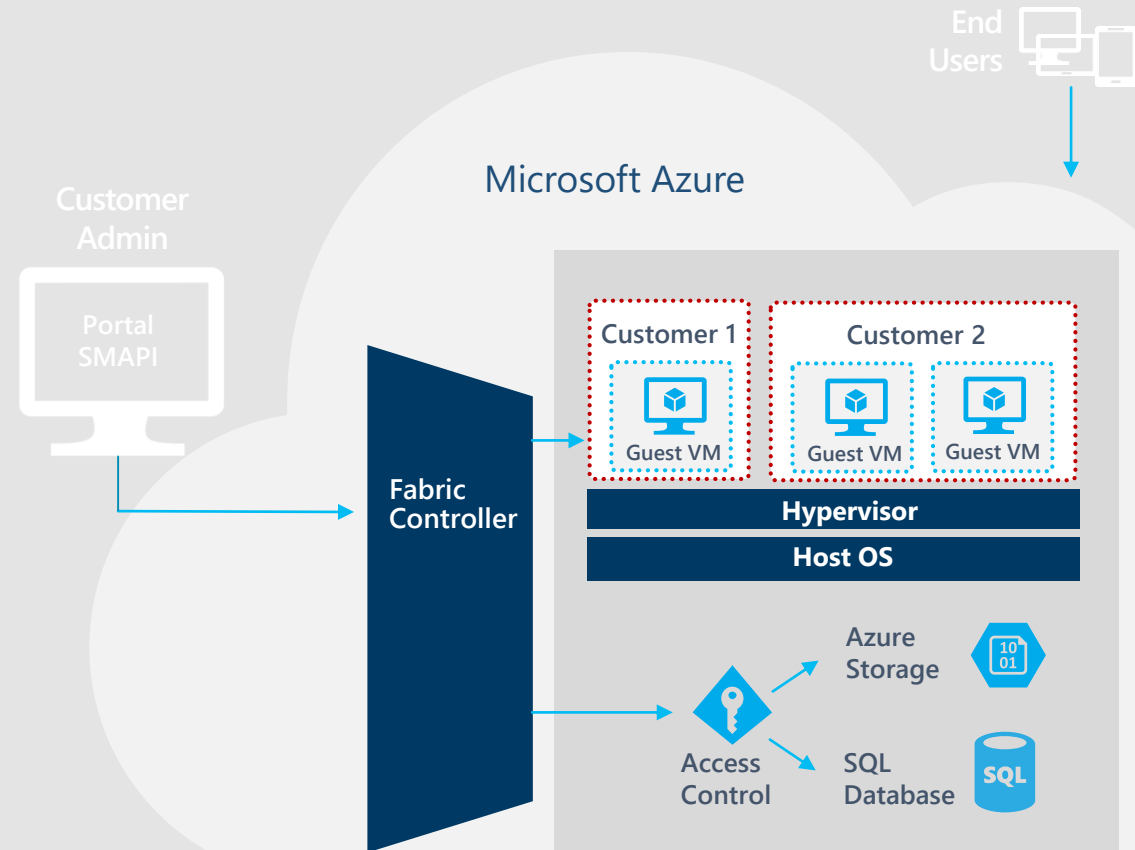 End
Users
Microsoft Azure
Customer
Admin
Portal
SMAPI
Customer 1
Customer 2
Guest VM
Guest VM
Guest VM
Fabric
Controller
Hypervisor
Host OS
Azure
Storage
10
01
Access
Control
SQL
Database
SQL